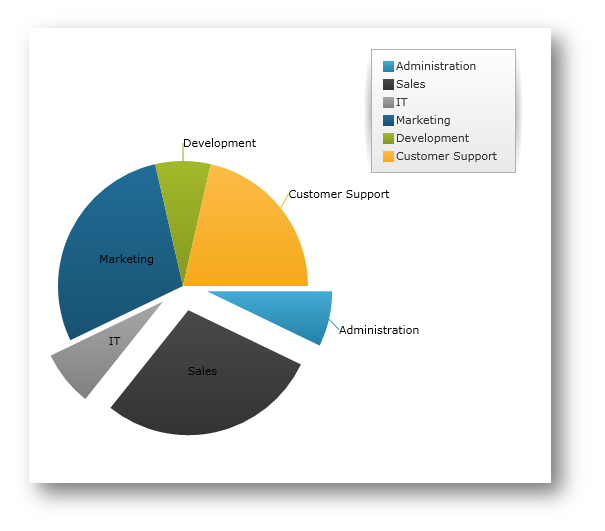 Administration
Sales
IT
Marketing
Development
Customer Support
Development
Customer Support
Marketing
Administration
IT
Sales